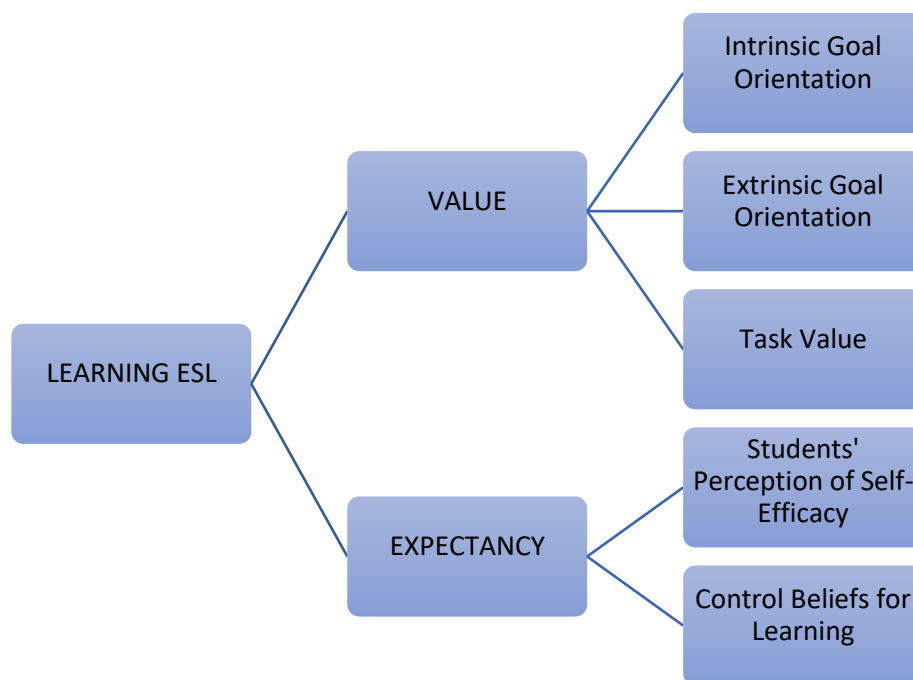 Intrinsic Goal
Orientation
VALUE
Extrinsic Goal
Orientation
Task Value
LEARNING ESL
Students'
Perception of Self-
Efficacy
EXPECTANCY
Control Beliefs for
Learning